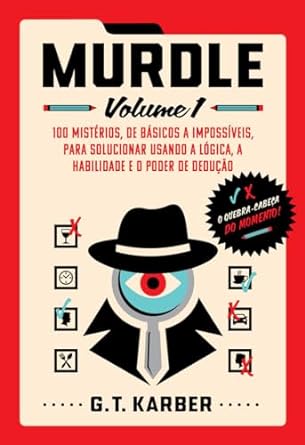 MURDLE
Volume 1
100 MISTÉRIOS, DE BÁSICOS A IMPOSSÍVEIS,
PARA SOLUCIONAR USANDO A LÓGICA, A
HABILIDADE E O PODER DE DEDUÇÃO
O QUEBRA-CABEÇA
DO MOMENTO!
G.T. KARBER